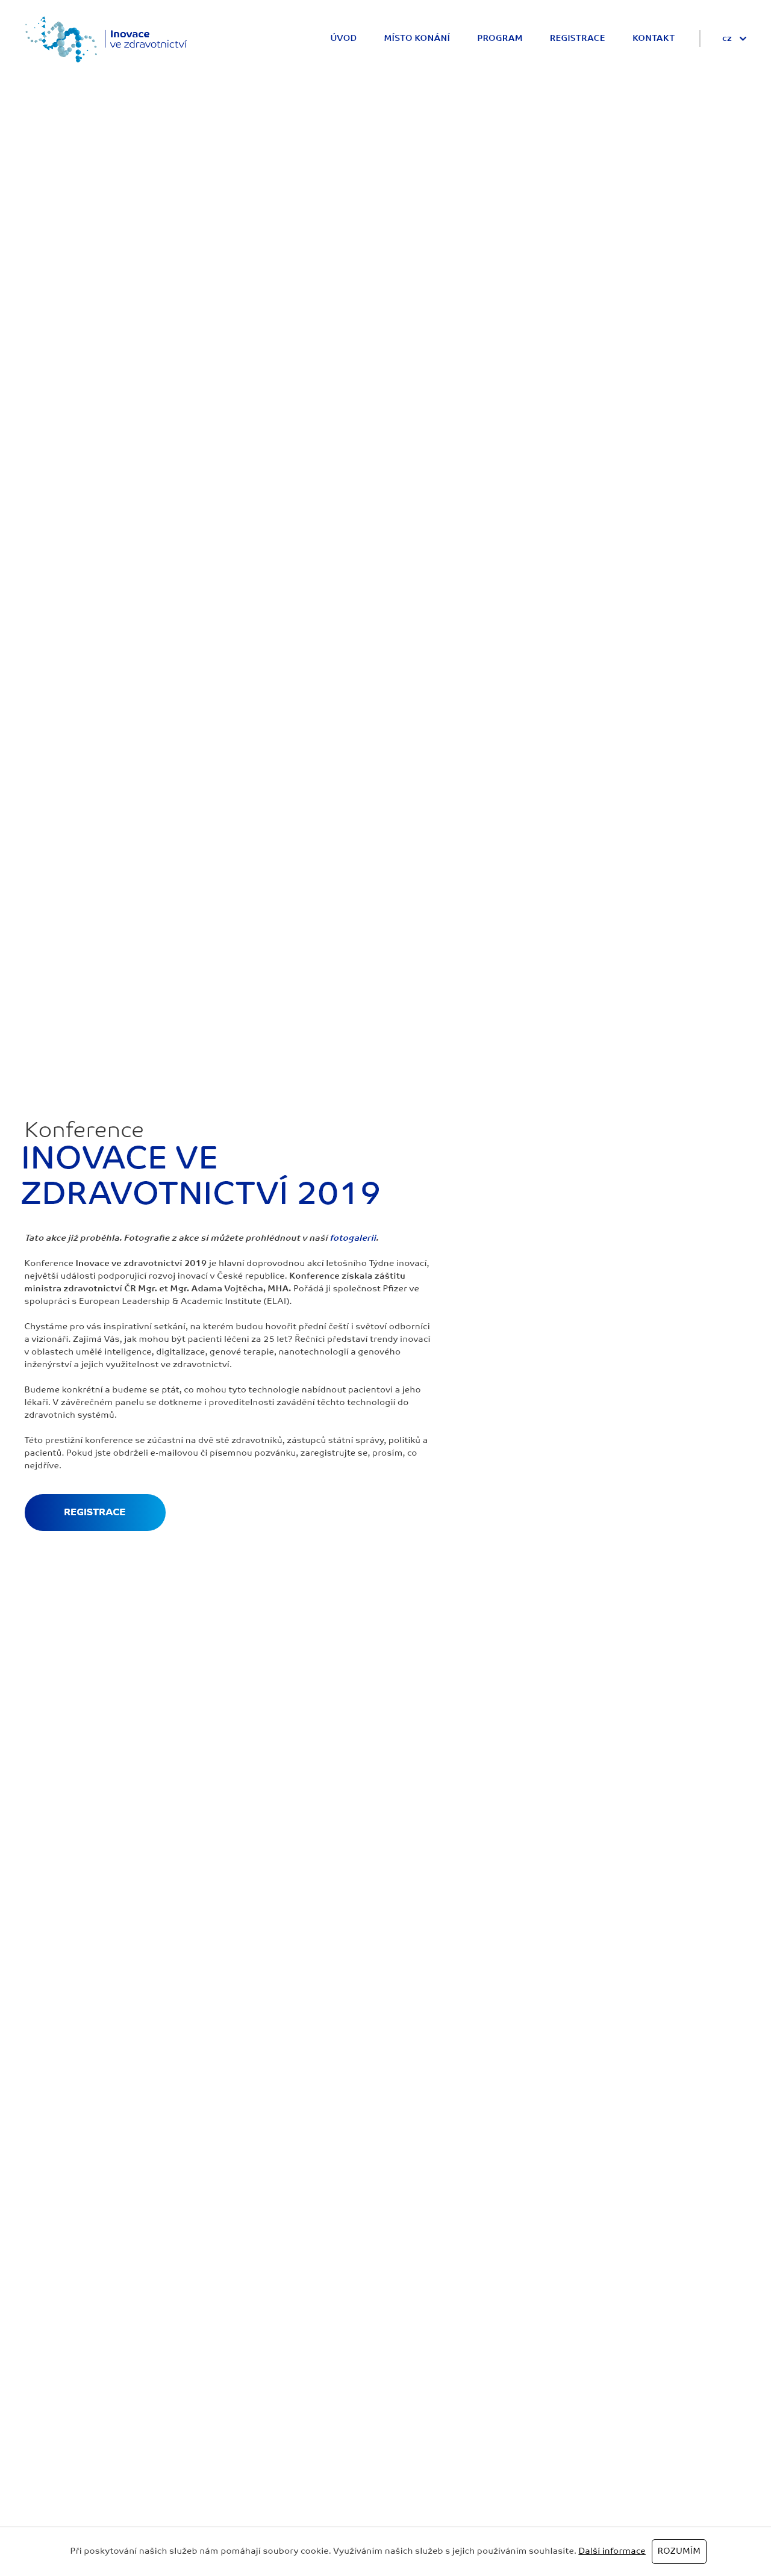 Inovace
ve zdravotnictví
ÚVOD
MÍSTO KONÁNÍ
PROGRAM
REGISTRACE
KONTAKT
cz
Konference
INOVACE VE
ZDRAVOTNICTVÍ 2019
Tato akce již proběhla. Fotografie z akce si můžete prohlédnout v naší fotogalerii.
Konference Inovace ve zdravotnictví 2019 je hlavní doprovodnou akcí letošního Týdne inovací,
největší události podporující rozvoj inovací v České republice. Konference získala záštitu
ministra zdravotnictví ČR Mgr. et Mgr. Adama Vojtěcha, MHA. Pořádá ji společnost Pfizer ve
spolupráci s European Leadership & Academic Institute (ELAI).
Chystáme pro vás inspirativní setkání, na kterém budou hovořit přední čeští i světoví odborníci
a vizionáři. Zajímá Vás, jak mohou být pacienti léčeni za 25 let? Řečníci představí trendy inovací
v oblastech umělé inteligence, digitalizace, genové terapie, nanotechnologií a genového
inženýrství a jejich využitelnost ve zdravotnictví.
Budeme konkrétní a budeme se ptát, co mohou tyto technologie nabídnout pacientovi a jeho
lékaři. V závěrečném panelu se dotkneme i proveditelnosti zavádění těchto technologií do
zdravotních systémů.
Této prestižní konference se zúčastní na dvě stě zdravotníků, zástupců státní správy, politiků a
pacientů. Pokud jste obdrželi e-mailovou či písemnou pozvánku, zaregistrujte se, prosím, co
nejdříve.
REGISTRACE
Při poskytování našich služeb nám pomáhají soubory cookie. Využíváním našich služeb s jejich používáním souhlasíte. Další informace ROZUMÍM